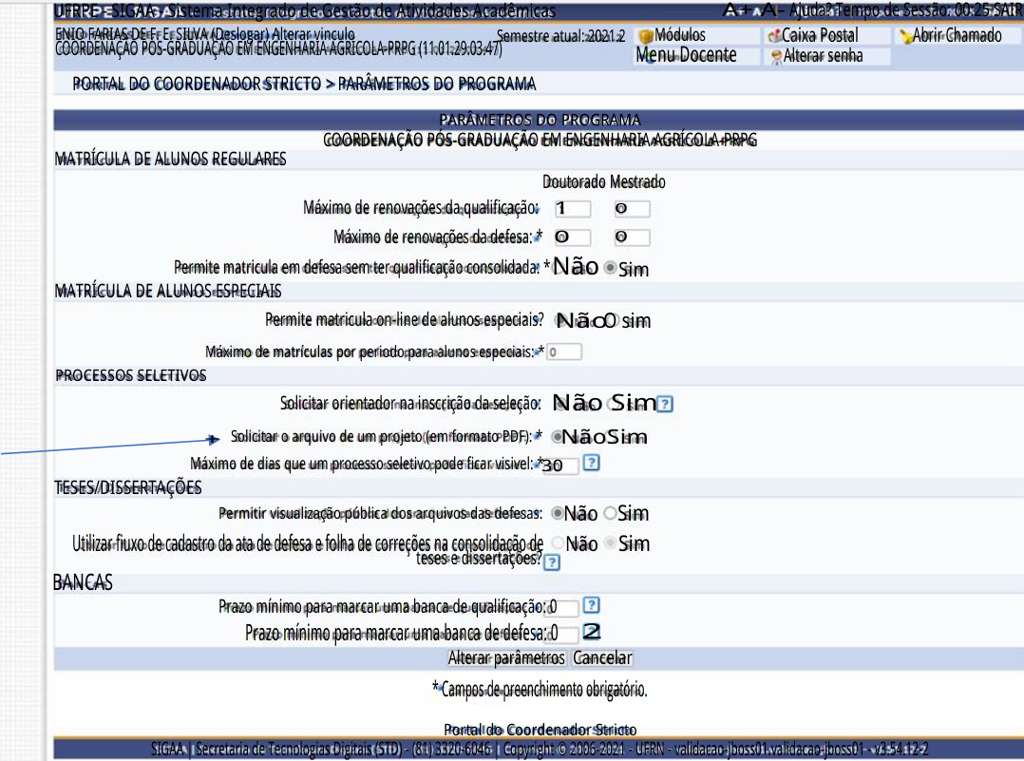 UFRPE - SIGAA - Sistema Integrado de Gestão de Atividades Acadêmicas A+ A- Ajuda? Tempo de Sessão: 00:25 SAIR
ENIO FARIAS DE F. E. SILVA (Deslogar) Alterar vínculo Semestre atual: 2021.2 Módulos Caixa Postal Abrir Chamado
COORDENAÇÃO PÓS-GRADUAÇÃO EM ENGENHARIA AGRÍCOLA-PRPG (11.01.29.03.47) Menu Docente Alterar senha
PORTAL DO COORDENADOR STRICTO > PARÂMETROS DO PROGRAMA
PARÂMETROS DO PROGRAMA
COORDENAÇÃO PÓS-GRADUAÇÃO EM ENGENHARIA AGRÍCOLA-PRPG
MATRÍCULA DE ALUNOS REGULARES
Doutorado Mestrado
Máximo de renovações da qualificação: 1 0
Máximo de renovações da defesa: * 0 0
Permite matricula em defesa sem ter qualificação consolidada: * Não Sim
MATRÍCULA DE ALUNOS ESPECIAIS
Permite matricula on-line de alunos especiais? Não O sim
Máximo de matrículas por periodo para alunos especiais: * 0
PROCESSOS SELETIVOS
Solicitar orientador na inscrição da seleção: Não Sim ?
Solicitar o arquivo de um projeto (em formato PDF): * Não Sim
Máximo de dias que um processo seletivo pode ficar visivel: * 30 ?
TESES/DISSERTAÇÕES
Permitir visualização pública dos arquivos das defesas: Não Sim
Utilizar fluxo de cadastro da ata de defesa e folha de correções na consolidação de Não Sim
teses e dissertações? ?
BANCAS
Prazo mínimo para marcar uma banca de qualificação: 0 ?
Prazo mínimo para marcar uma banca de defesa: 0 2
Alterar parâmetros Cancelar
* Campos de preenchimento obrigatório.
Portal do Coordenador Stricto
SIGAA | Secretaria de Tecnologias Digitais (STD) - (81) 3320-6046 | Copyright © 2006-2021 - UFRN - validacao-jboss01.validacao-jboss01 - v3.54.12-2